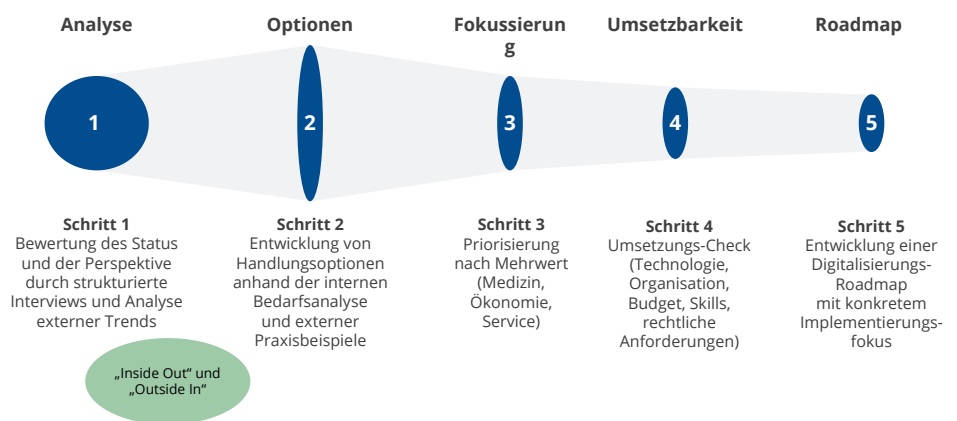 Analyse
Optionen
Fokussierun
g
Umsetzbarkeit
Roadmap
1
2
3
4
5
Schritt 1
Bewertung des Status
und der Perspektive
durch strukturierte
Interviews und Analyse
externer Trends
Schritt 2
Entwicklung von
Handlungsoptionen
anhand der internen
Bedarfsanalyse
und externer
Praxisbeispiele
Schritt 3
Priorisierung
nach Mehrwert
(Medizin,
Ökonomie,
Service)
Schritt 4
Umsetzungs-Check
(Technologie,
Organisation,
Budget, Skills,
rechtliche
Anforderungen)
Schritt 5
Entwicklung einer
Digitalisierungs-
Roadmap
mit konkretem
Implementierungs-
fokus
„Inside Out“ und
„Outside In“